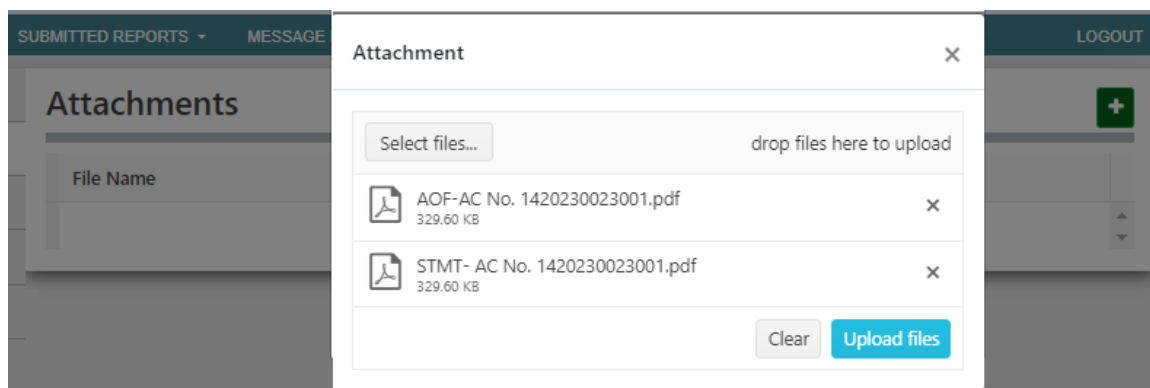 SUBMITTED REPORTS
MESSAGE
LOGOUT
Attachment
×
Attachments
+
Select files...
drop files here to upload
File Name
AOF-AC No. 1420230023001.pdf
329.60 KB
×
STMT- AC No. 1420230023001.pdf
329.60 KB
×
Clear
Upload files